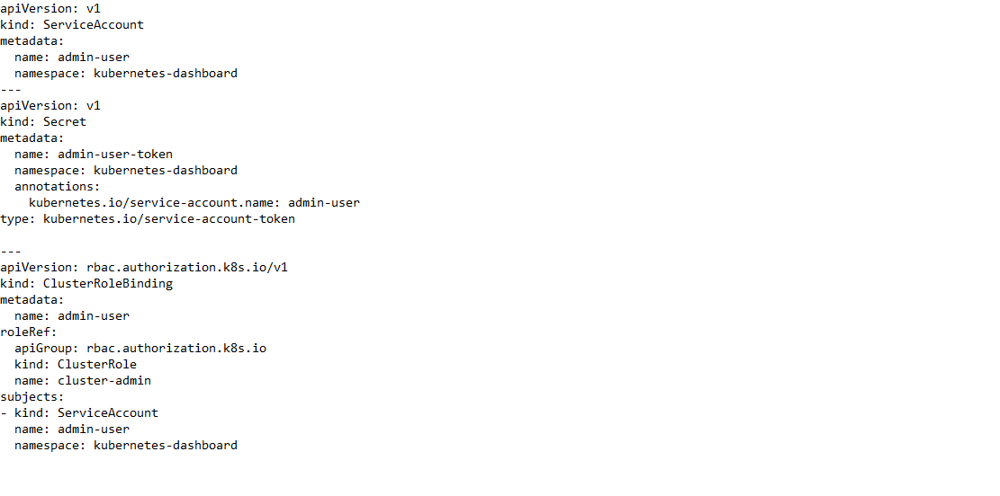 apiVersion: v1
kind: ServiceAccount
metadata:
  name: admin-user
  namespace: kubernetes-dashboard
---
apiVersion: v1
kind: Secret
metadata:
  name: admin-user-token
  namespace: kubernetes-dashboard
  annotations:
    kubernetes.io/service-account.name: admin-user
type: kubernetes.io/service-account-token

---
apiVersion: rbac.authorization.k8s.io/v1
kind: ClusterRoleBinding
metadata:
  name: admin-user
roleRef:
  apiGroup: rbac.authorization.k8s.io
  kind: ClusterRole
  name: cluster-admin
subjects:
- kind: ServiceAccount
  name: admin-user
  namespace: kubernetes-dashboard